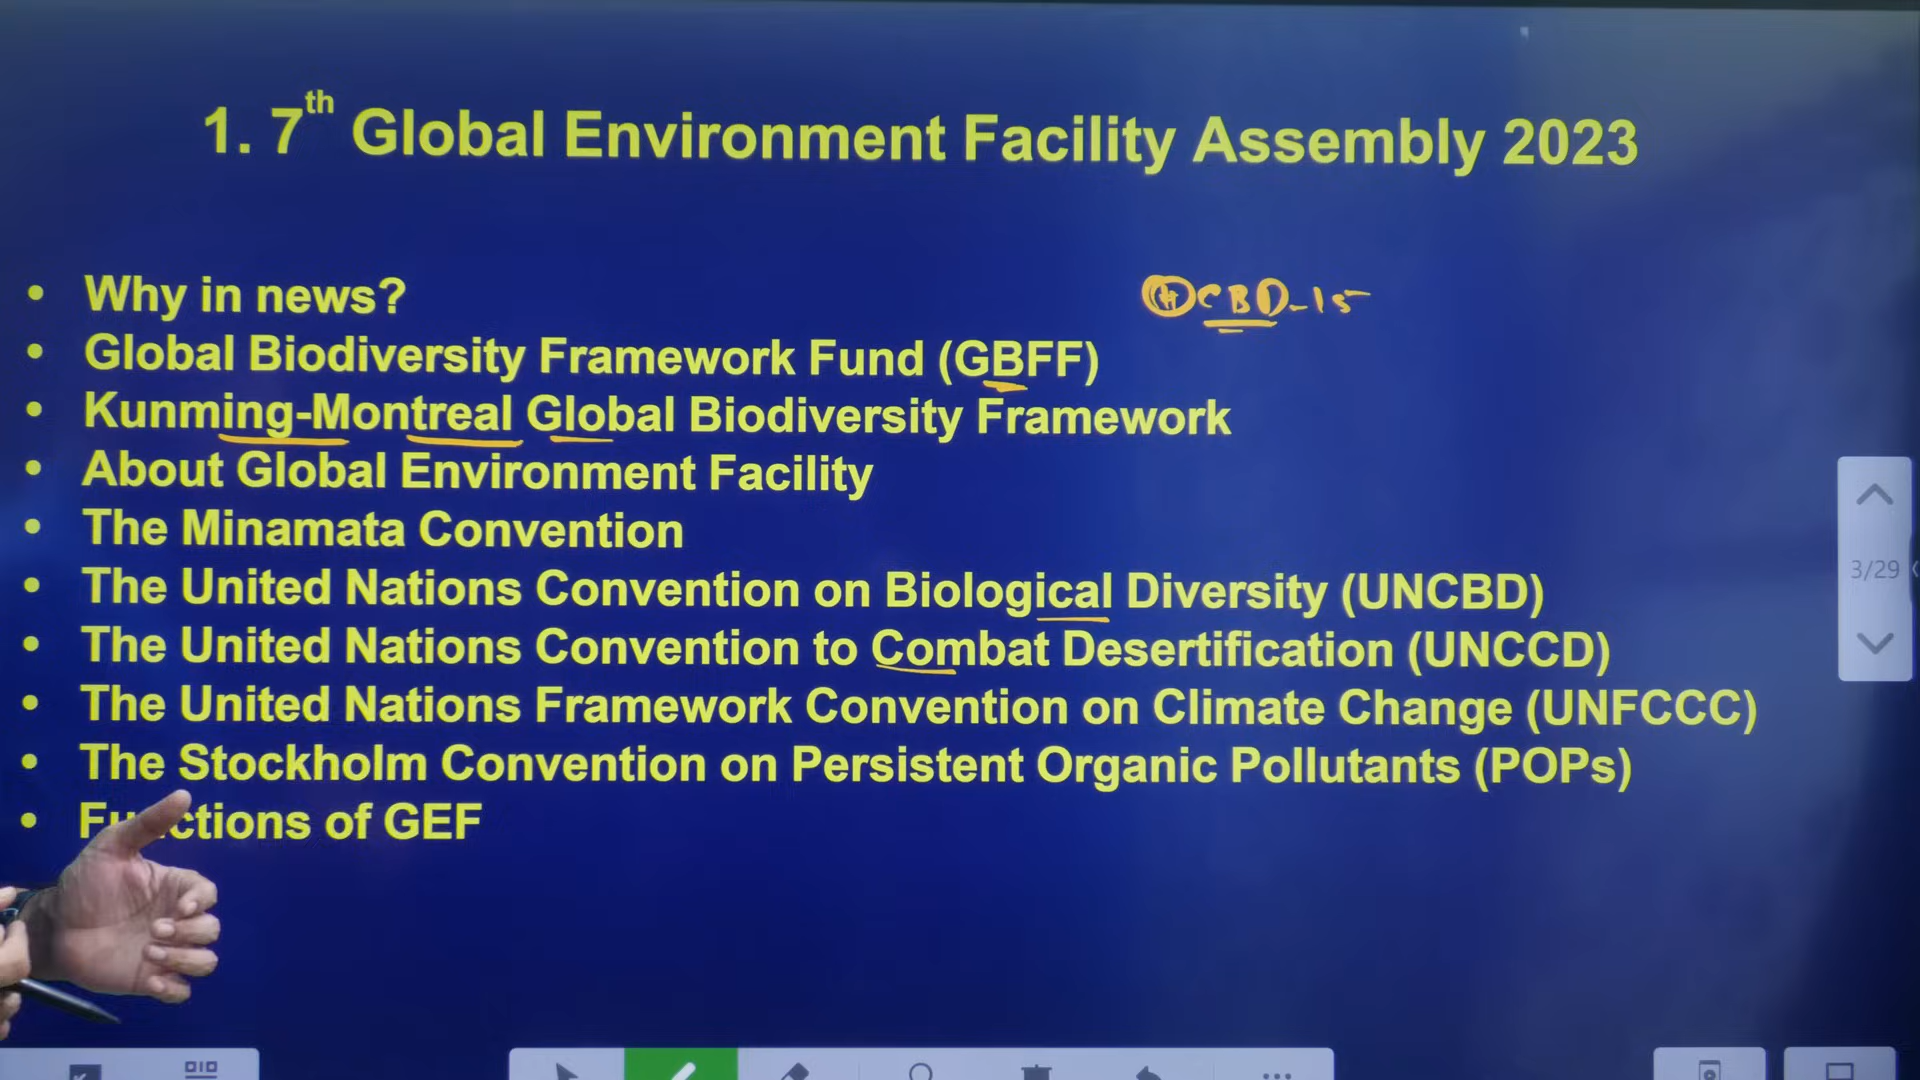 1. 7th Global Environment Facility Assembly 2023
• Why in news?
CBD-15
• Global Biodiversity Framework Fund (GBFF)
• Kunming-Montreal Global Biodiversity Framework
• About Global Environment Facility
• The Minamata Convention
• The United Nations Convention on Biological Diversity (UNCBD)
• The United Nations Convention to Combat Desertification (UNCCD)
• The United Nations Framework Convention on Climate Change (UNFCCC)
• The Stockholm Convention on Persistent Organic Pollutants (POPs)
• Functions of GEF
3/29